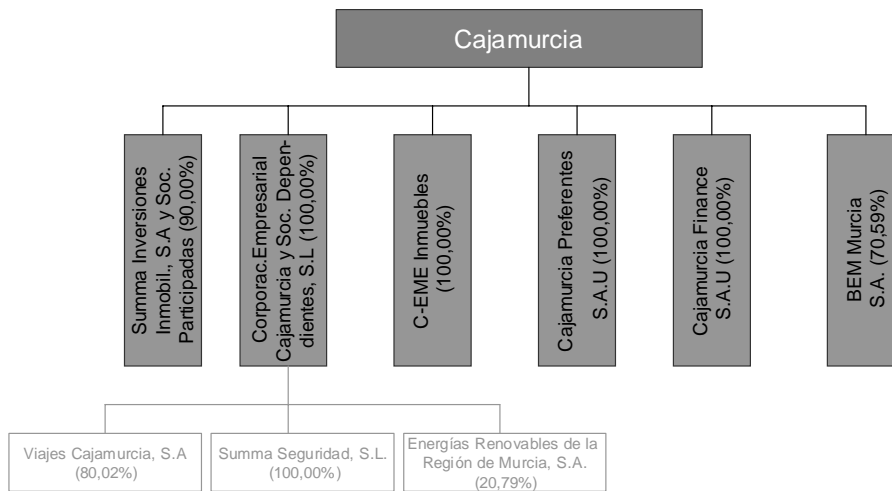 Cajamurcia
Summa Inversiones
Inmobil., S.A y Soc.
Participadas (90,00%)
Corporac.Empresarial
Cajamurcia y Soc. Depen-
dientes, S.L (100,00%)
C-EME Inmuebles
(100,00%)
Cajamurcia Preferentes
S.A.U (100,00%)
Cajamurcia Finance
S.A.U (100,00%)
BEM Murcia
S.A. (70,59%)
Viajes Cajamurcia, S.A
(80,02%)
Summa Seguridad, S.L.
(100,00%)
Energías Renovables de la
Región de Murcia, S.A.
(20,79%)